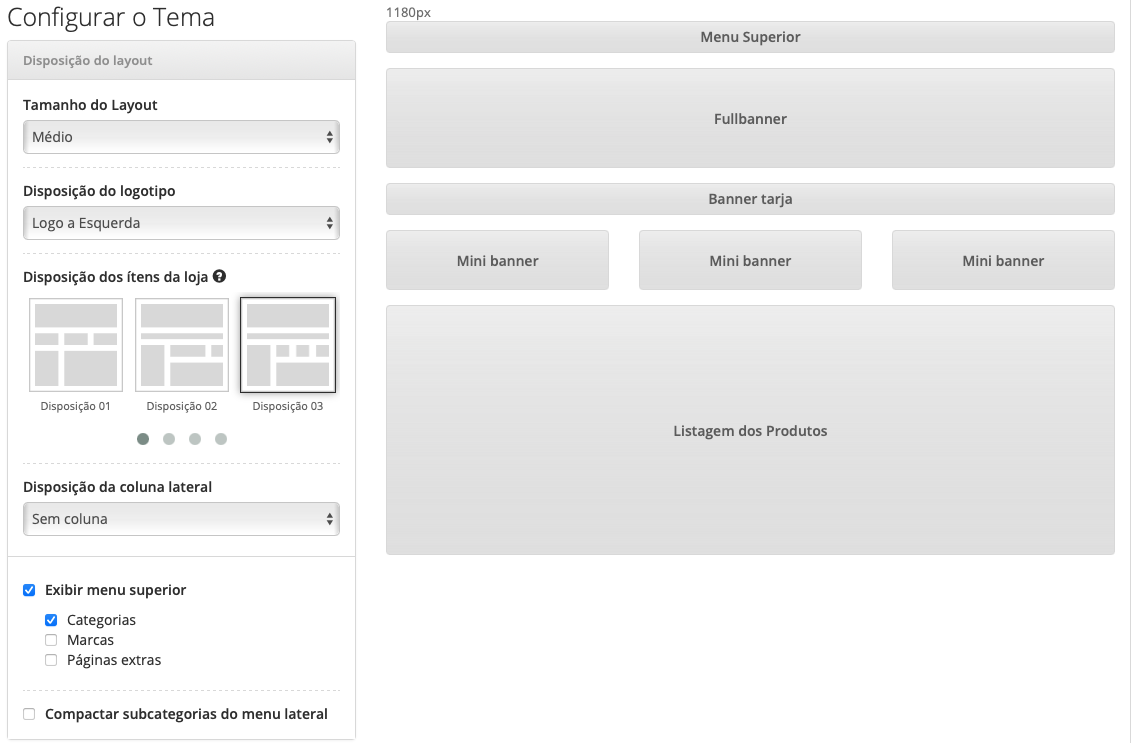 Configurar o Tema
Disposição do layout
Tamanho do Layout
Médio
Disposição do logotipo
Logo a Esquerda
Disposição dos ítens da loja ?
Disposição 01
Disposição 02
Disposição 03
Disposição da coluna lateral
Sem coluna
Exibir menu superior
Categorias
Marcas
Páginas extras
Compactar subcategorias do menu lateral
1180px
Menu Superior
Fullbanner
Banner tarja
Mini banner
Mini banner
Mini banner
Listagem dos Produtos